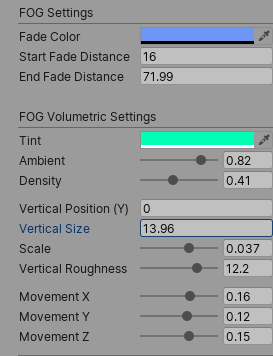 FOG Settings
Fade Color
Start Fade Distance 16
End Fade Distance 71.99
FOG Volumetric Settings
Tint
Ambient 0.82
Density 0.41
Vertical Position (Y) 0
Vertical Size 13.96
Scale 0.037
Vertical Roughness 12.2
Movement X 0.16
Movement Y 0.12
Movement Z 0.15